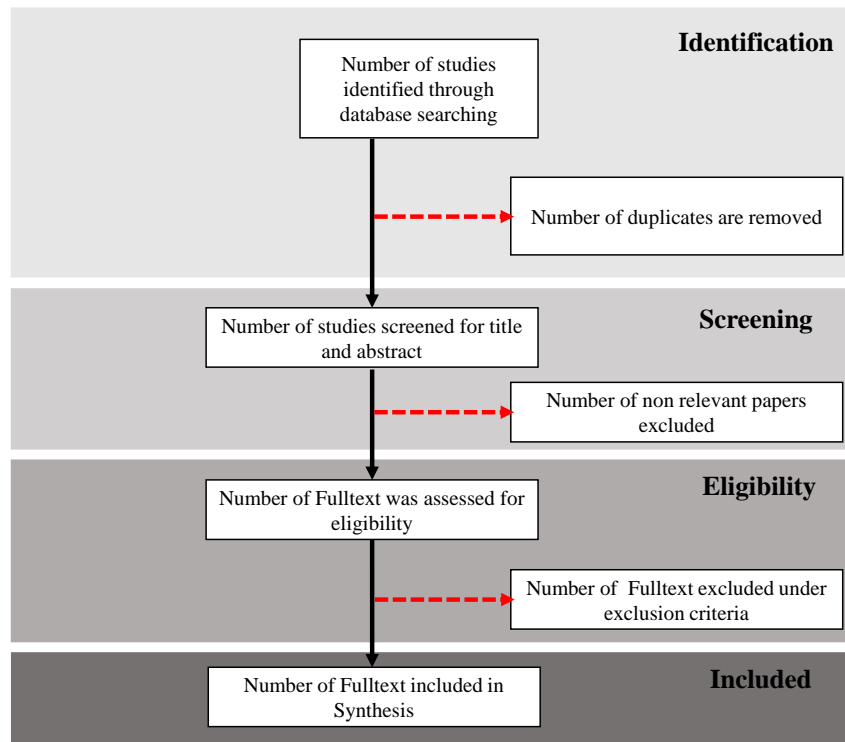 Identification
Number of studies
identified through
database searching
Number of duplicates are removed
Screening
Number of studies screened for title
and abstract
Number of non relevant papers
excluded
Eligibility
Number of Fulltext was assessed for
eligibility
Number of  Fulltext excluded under
exclusion criteria
Included
Number of Fulltext included in
Synthesis